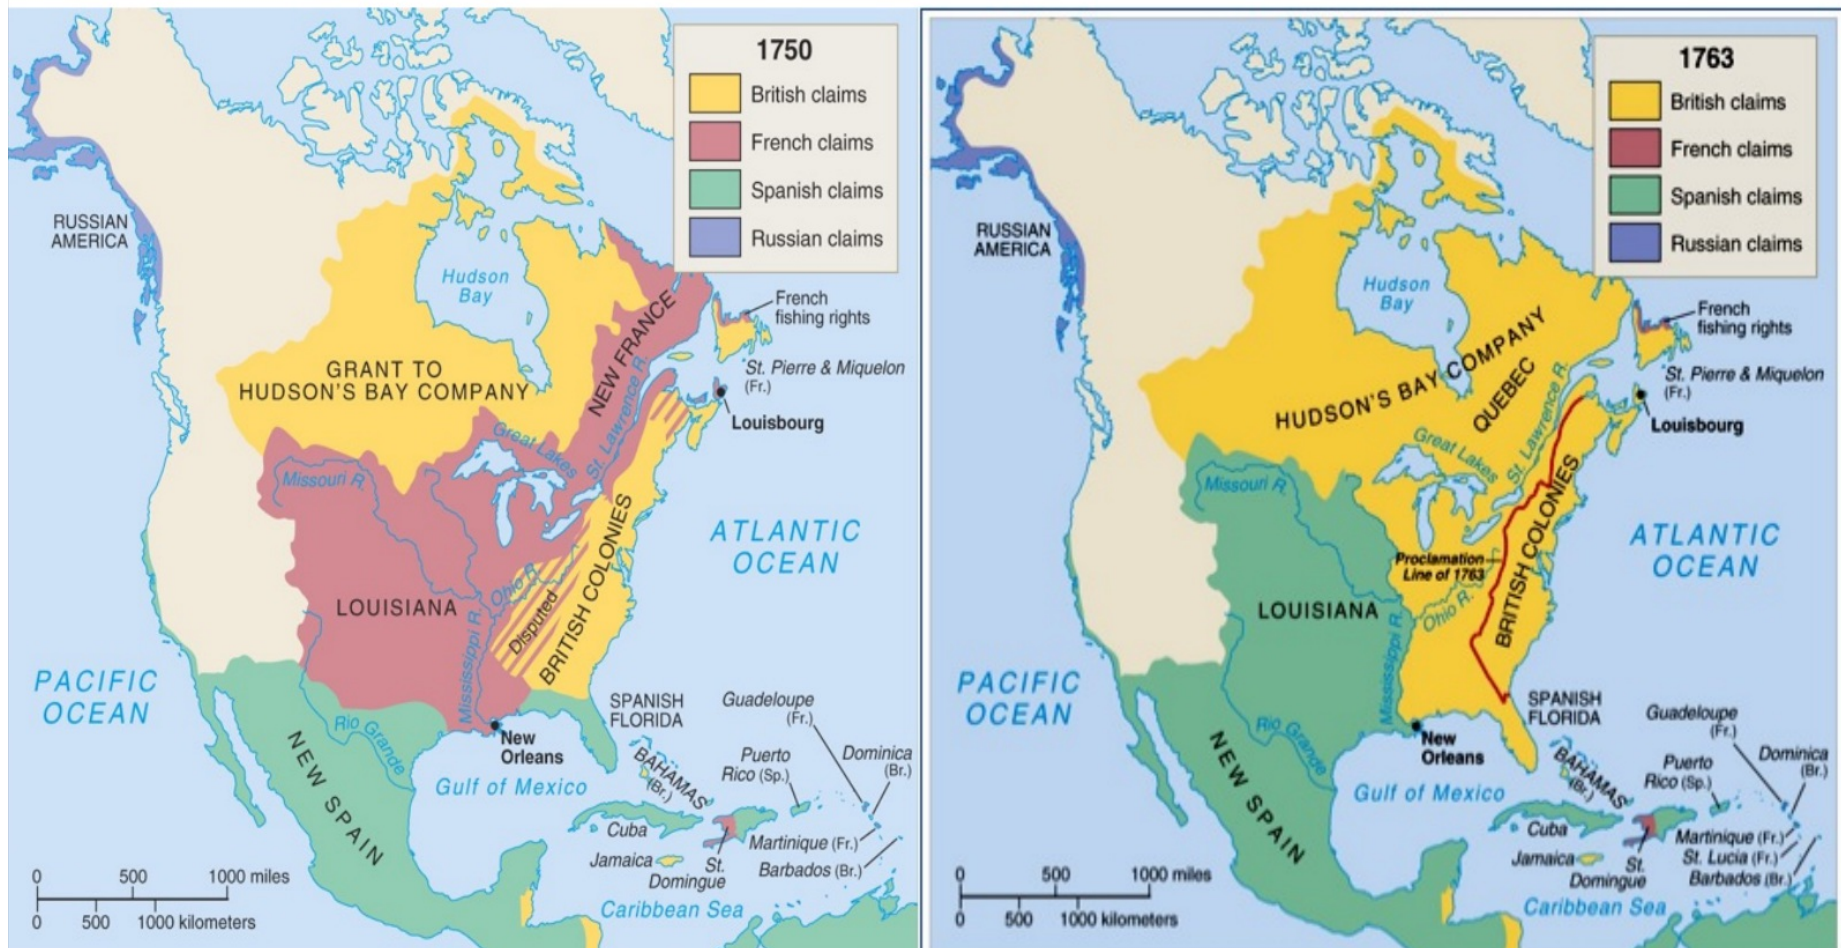 1750
British claims
French claims
Spanish claims
Russian claims
RUSSIAN
AMERICA
Hudson
Bay
French
fishing rights
NEW FRANCE
GRANT TO
HUDSON'S BAY COMPANY
St. Pierre & Miquelon
(Fr.)
Louisbourg
Great Lakes
St. Lawrence R.
Missouri R.
ATLANTIC
OCEAN
Ohio R.
LOUISIANA
Disputed
BRITISH COLONIES
Mississippi R.
PACIFIC
OCEAN
SPANISH
FLORIDA
Guadeloupe
(Fr.)
Rio Grande
New
Orleans
NEW SPAIN
BAHAMAS
(Br.)
Puerto
Rico (Sp.)
Dominica
(Br.)
Gulf of Mexico
Cuba
Martinique (Fr.)
Jamaica
St.
Domingue
Barbados (Br.)
Caribbean Sea
0 500 1000 miles
0 500 1000 kilometers
1763
British claims
French claims
Spanish claims
Russian claims
RUSSIAN
AMERICA
Hudson
Bay
French
fishing rights
HUDSON'S BAY COMPANY
QUEBEC
St. Pierre & Miquelon
(Fr.)
Louisbourg
Great Lakes
St. Lawrence R.
Missouri R.
ATLANTIC
OCEAN
Proclamation
Line of 1763
BRITISH COLONIES
LOUISIANA
Ohio R.
Mississippi R.
PACIFIC
OCEAN
SPANISH
FLORIDA
Guadeloupe
(Fr.)
Rio Grande
New
Orleans
NEW SPAIN
BAHAMAS
(Br.)
Puerto
Rico (Sp.)
Dominica
(Br.)
Gulf of Mexico
Cuba
Martinique (Fr.)
Jamaica
St. Lucia (Fr.)
St.
Domingue
Barbados (Br.)
Caribbean Sea
0 500 1000 miles
0 500 1000 kilometers